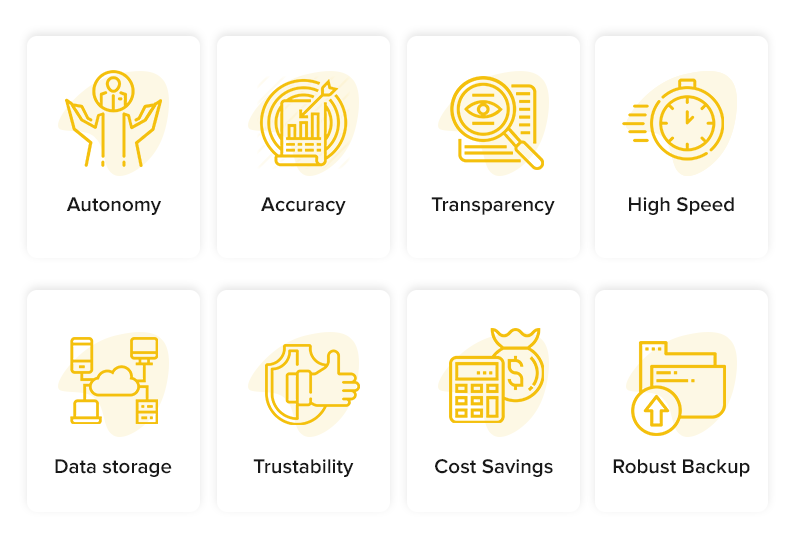 Autonomy
Accuracy
Transparency
High Speed
Data storage
Trustability
Cost Savings
Robust Backup